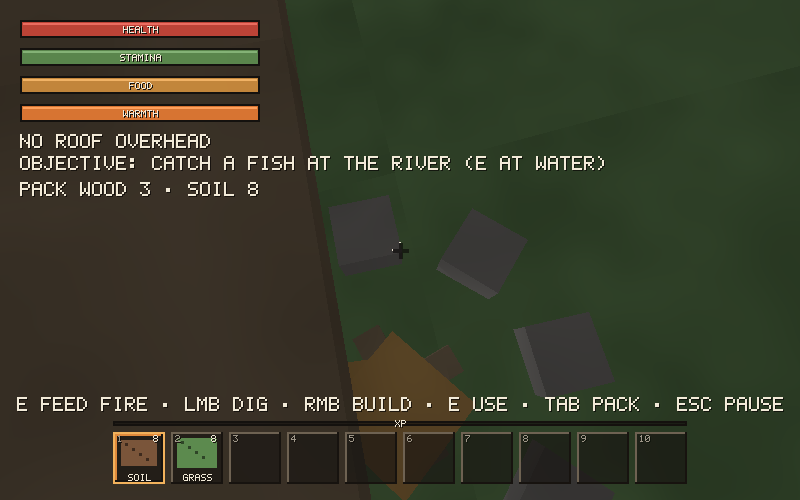 HEALTH
STAMINA
FOOD
WARMTH
NO ROOF OVERHEAD
OBJECTIVE: CATCH A FISH AT THE RIVER (E AT WATER)
PACK WOOD 3 · SOIL 8
E FEED FIRE · LMB DIG · RMB BUILD · E USE · TAB PACK · ESC PAUSE
XP
1 8 2 8 3 4 5 6 7 8 9 10
SOIL GRASS